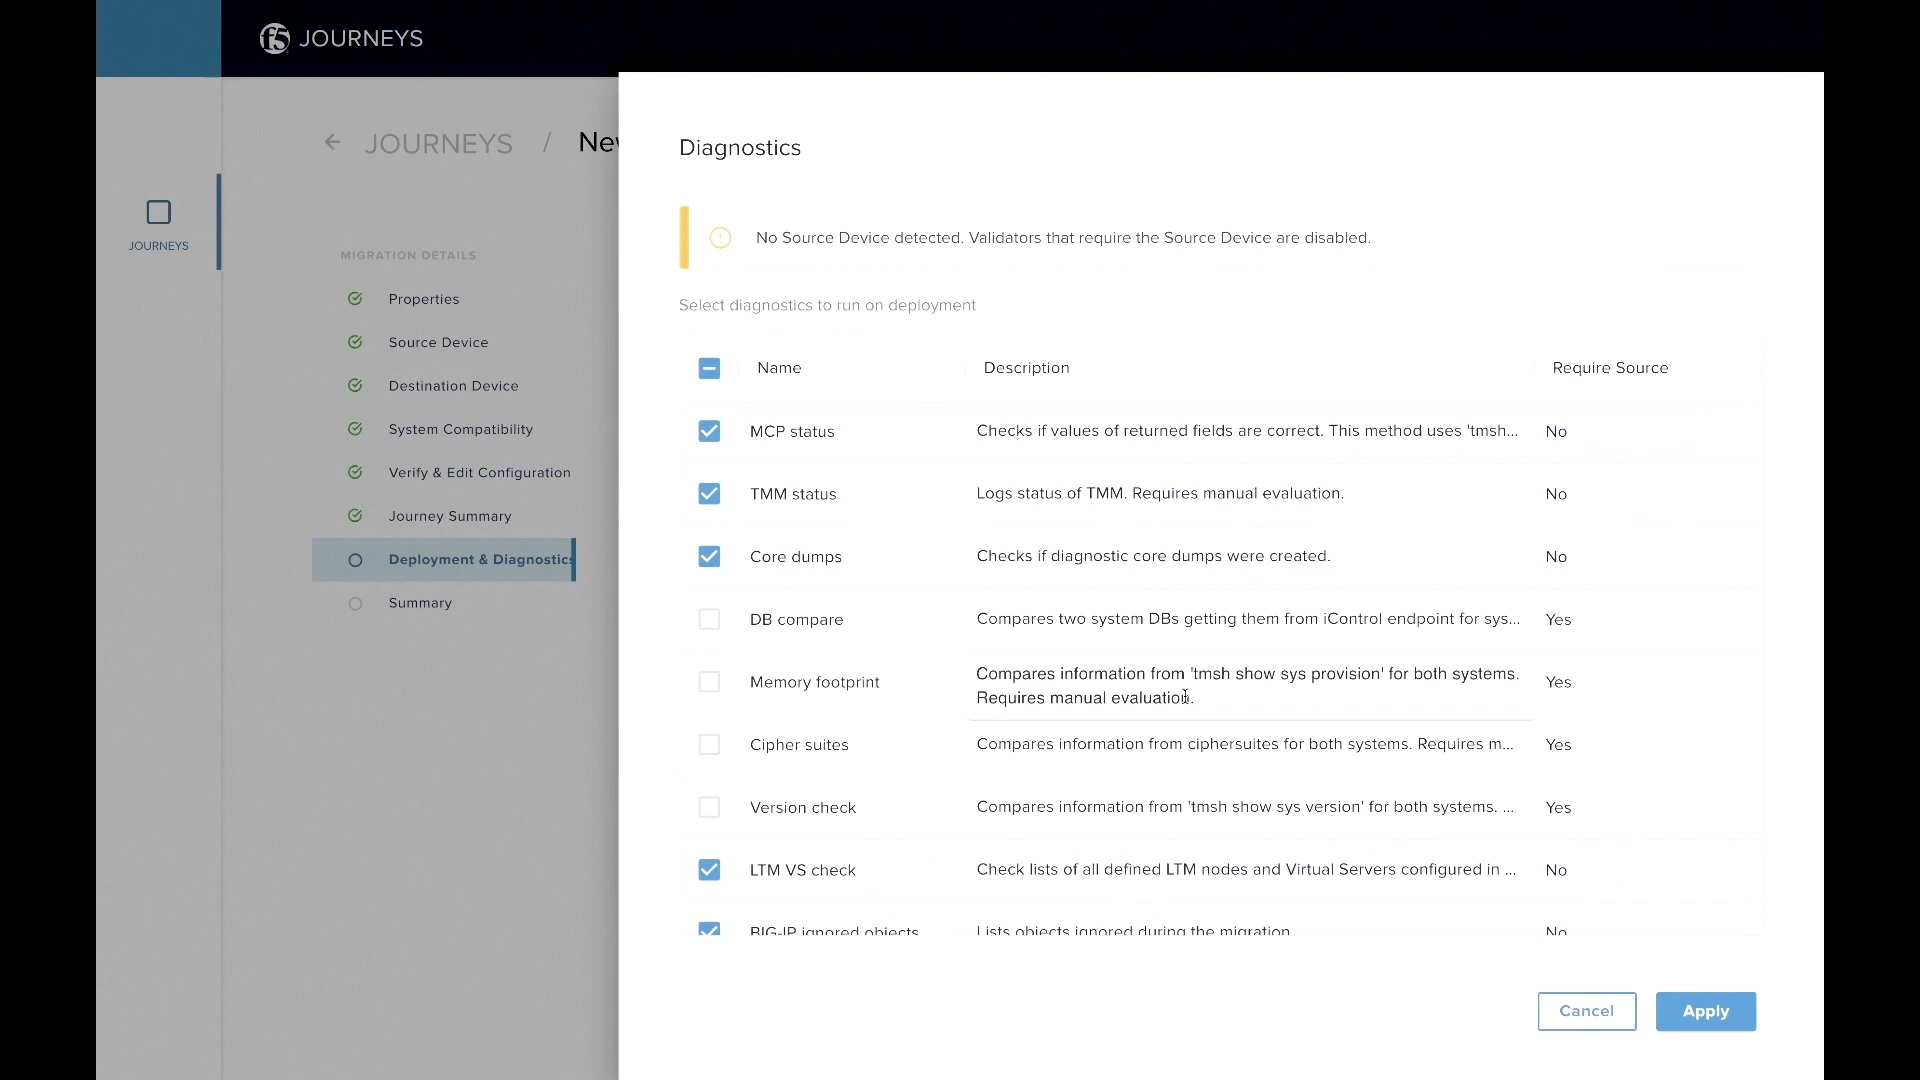 f5 JOURNEYS
← JOURNEYS / New
JOURNEYS
MIGRATION DETAILS
Properties
Source Device
Destination Device
System Compatibility
Verify & Edit Configuration
Journey Summary
Deployment & Diagnostics
Summary
Diagnostics
No Source Device detected. Validators that require the Source Device are disabled.
Select diagnostics to run on deployment
Name Description Require Source
MCP status Checks if values of returned fields are correct. This method uses 'tmsh... No
TMM status Logs status of TMM. Requires manual evaluation. No
Core dumps Checks if diagnostic core dumps were created. No
DB compare Compares two system DBs getting them from iControl endpoint for sys... Yes
Memory footprint Compares information from 'tmsh show sys provision' for both systems. Yes
Requires manual evaluation.
Cipher suites Compares information from ciphersuites for both systems. Requires m... Yes
Version check Compares information from 'tmsh show sys version' for both systems. ... Yes
LTM VS check Check lists of all defined LTM nodes and Virtual Servers configured in ... No
BIG-IP ignored objects Lists objects ignored during the migration No
Cancel Apply